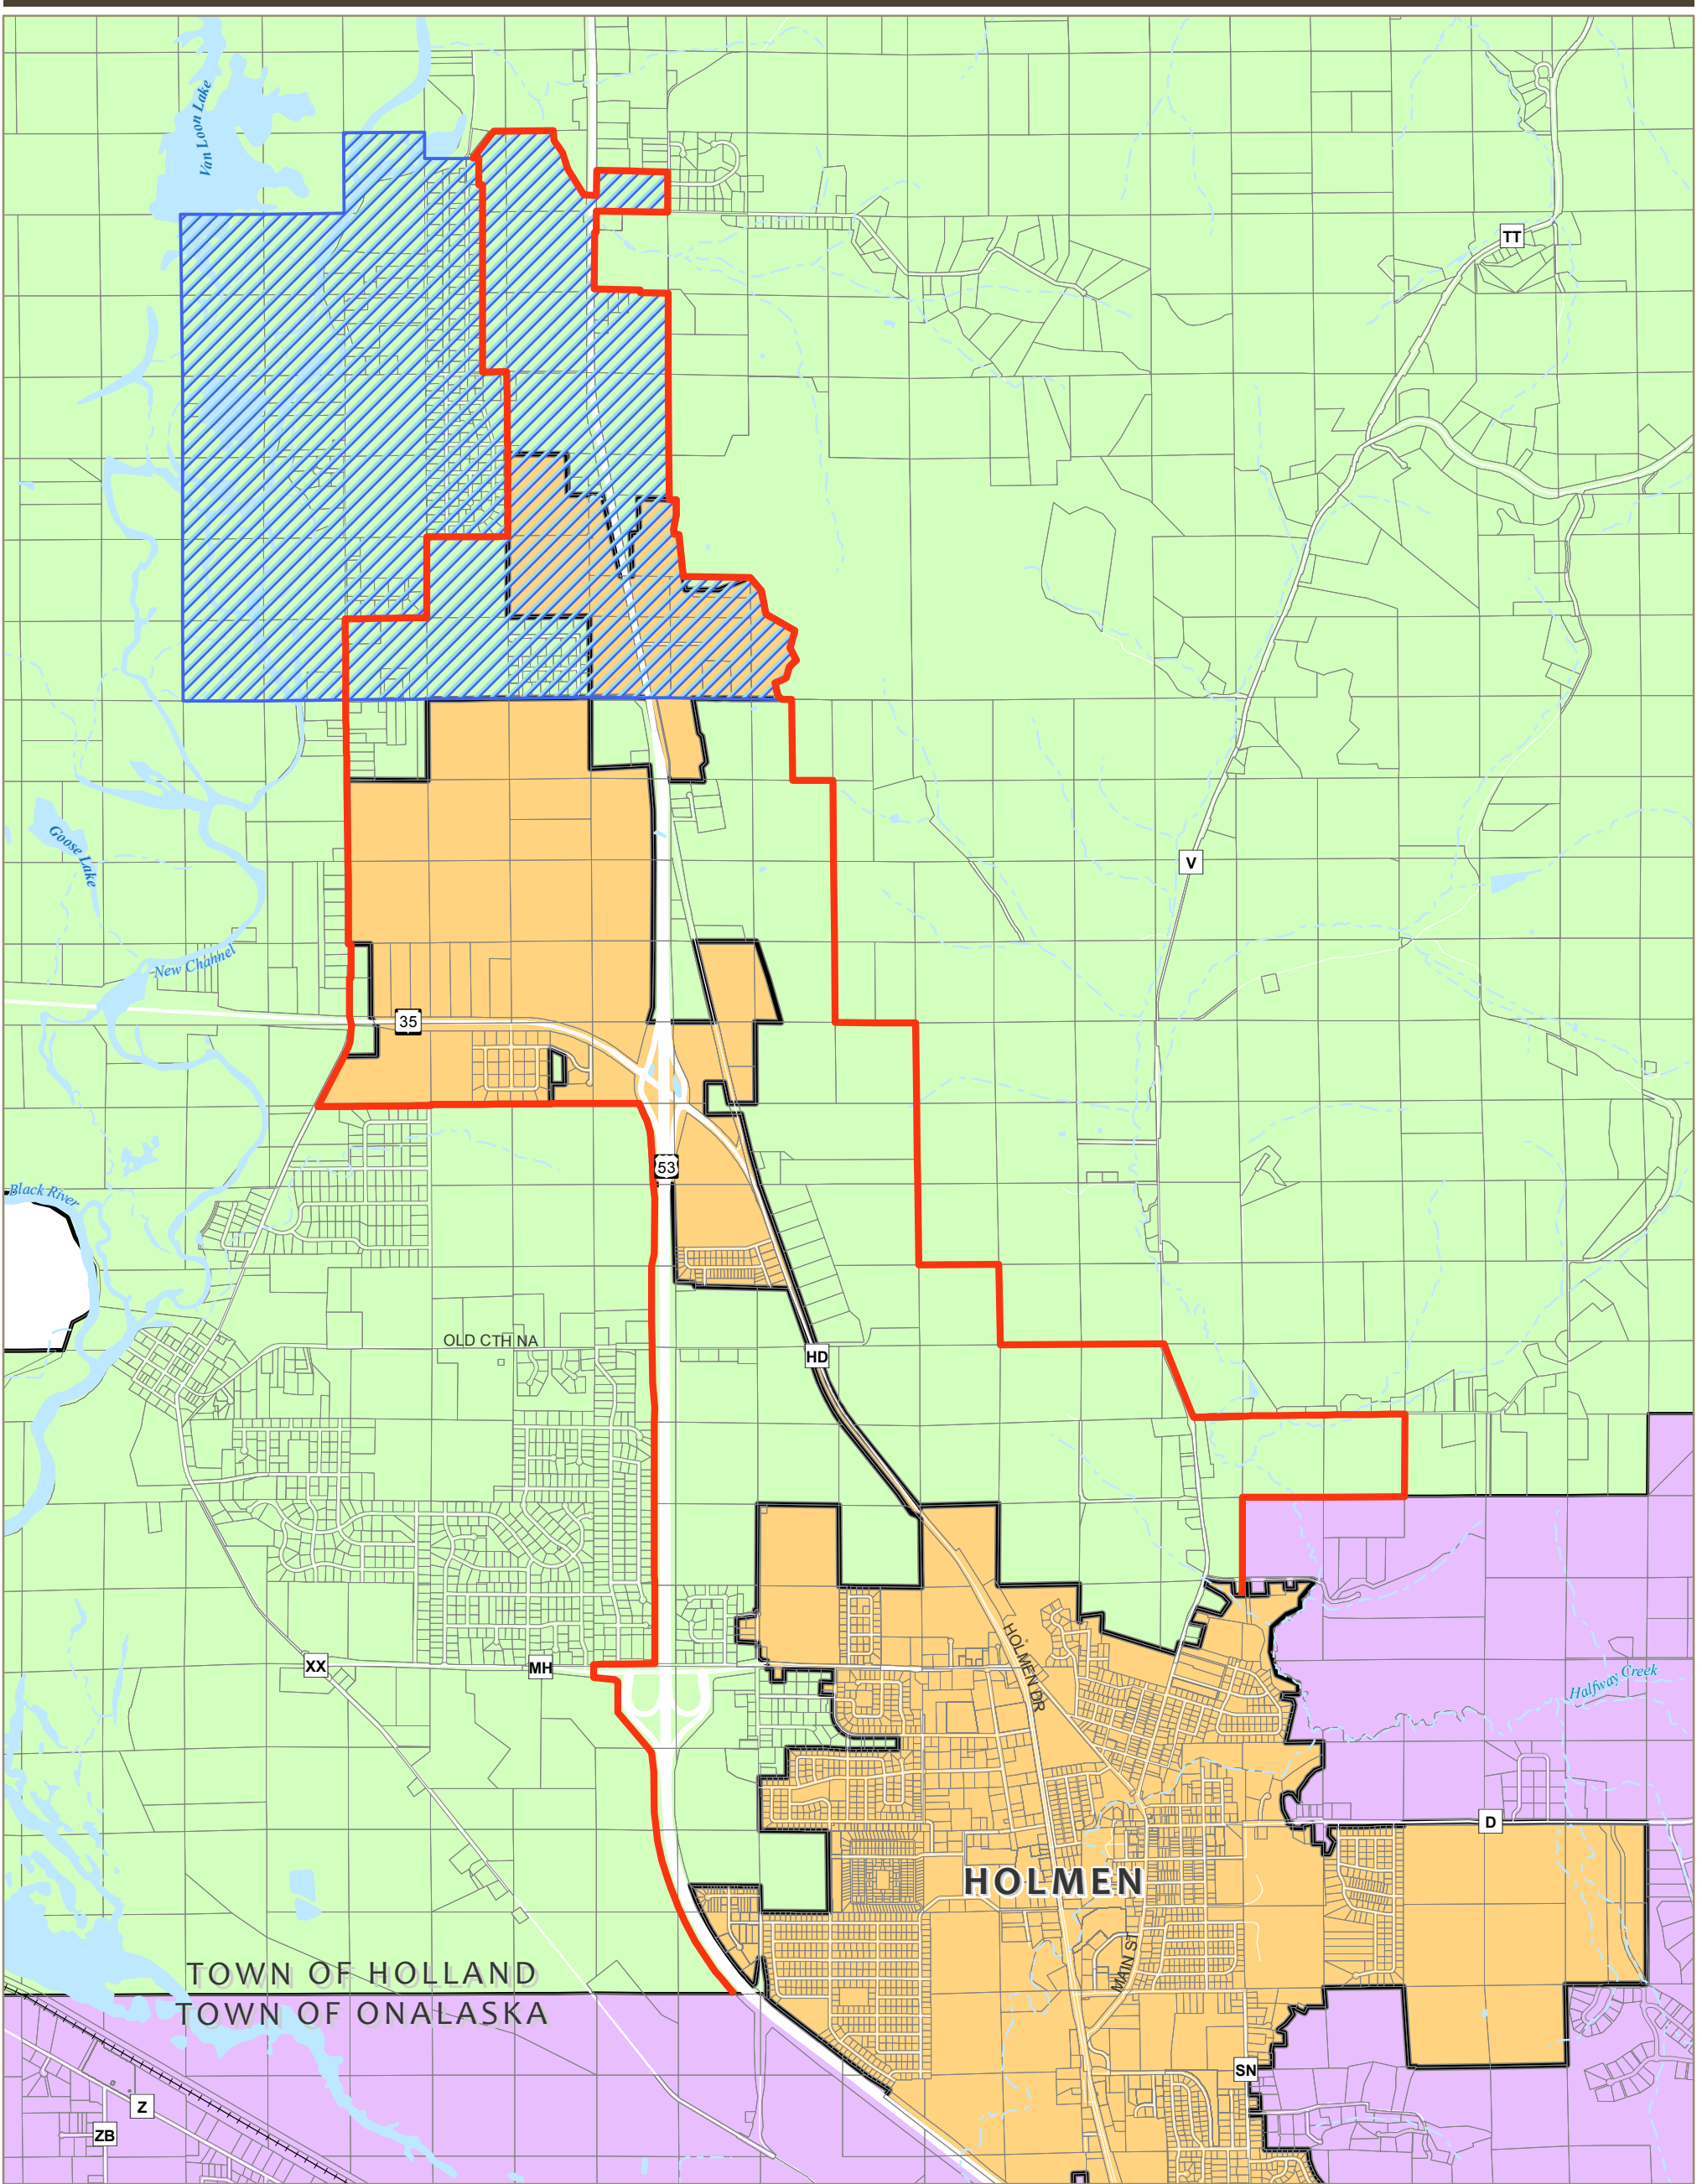 Van Loon Lake
TT
Goose Lake
V
New Channel
35
53
Black River
OLD CTH NA
HD
HOLMEN DR
XX
MH
Halfway Creek
D
HOLMEN
MAIN ST
TOWN OF HOLLAND
TOWN OF ONALASKA
SN
Z
ZB